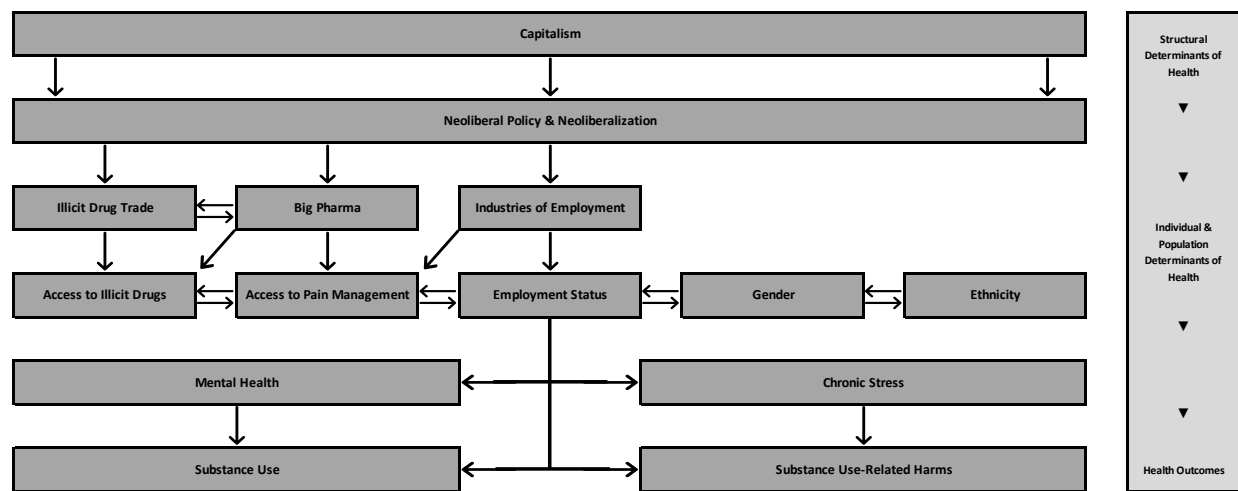 Capitalism
Neoliberal Policy & Neoliberalization
Illicit Drug Trade
Big Pharma
Industries of Employment
Access to Illicit Drugs
Access to Pain Management
Employment Status
Gender
Ethnicity
Mental Health
Chronic Stress
Substance Use
Substance Use-Related Harms
Structural
Determinants of
Health
Individual &
Population
Determinants of
Health
Health Outcomes